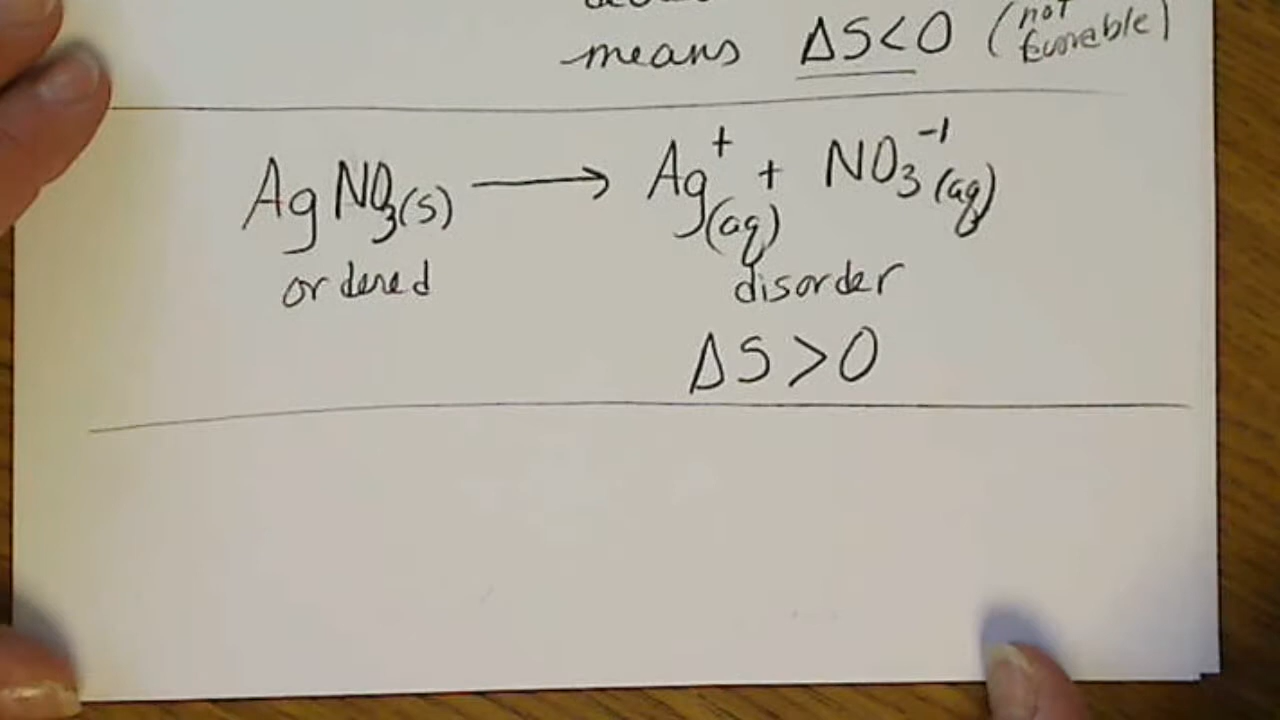 means ΔS<0 (not favorable)
AgNO₃(s) ⟶ Ag⁺(aq) + NO₃⁻¹(aq)
ordered disorder
ΔS>0